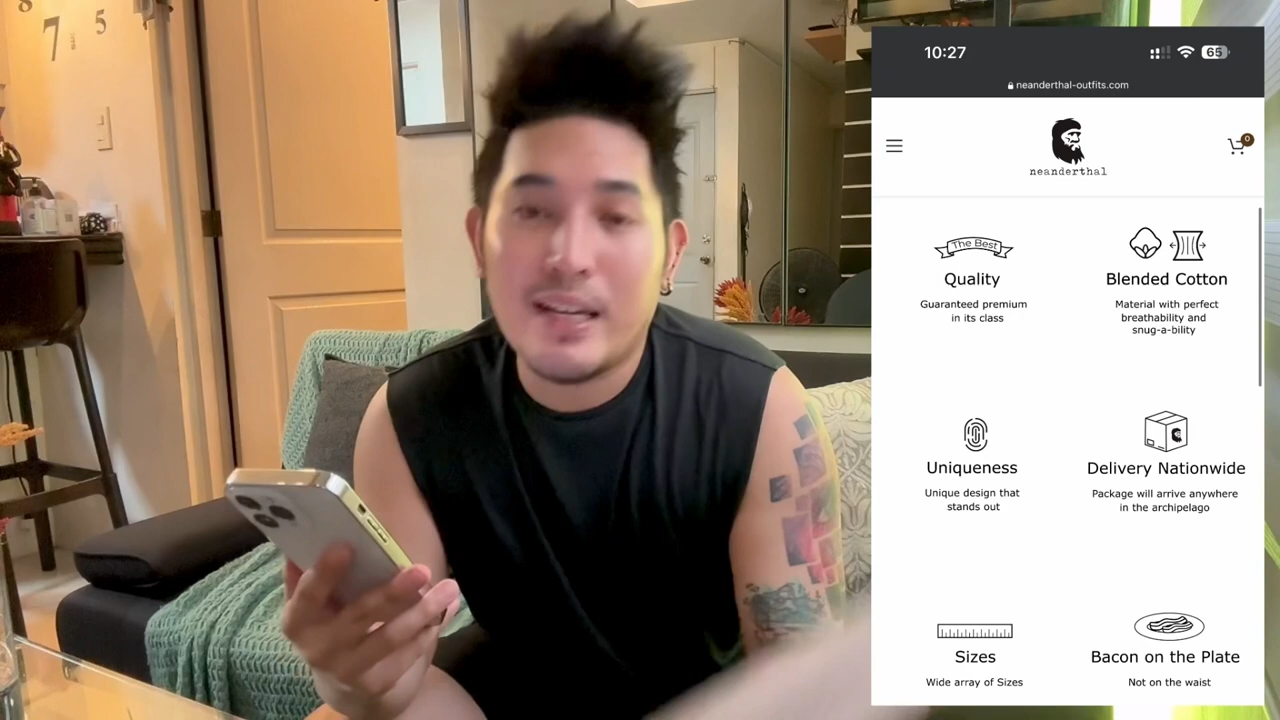 8
7
5
10:27
65
neanderthal-outfits.com
0
neanderthal
The Best
Quality
Guaranteed premium
in its class
Blended Cotton
Material with perfect
breathability and
snug-a-bility
Uniqueness
Unique design that
stands out
Delivery Nationwide
Package will arrive anywhere
in the archipelago
Sizes
Wide array of Sizes
Bacon on the Plate
Not on the waist